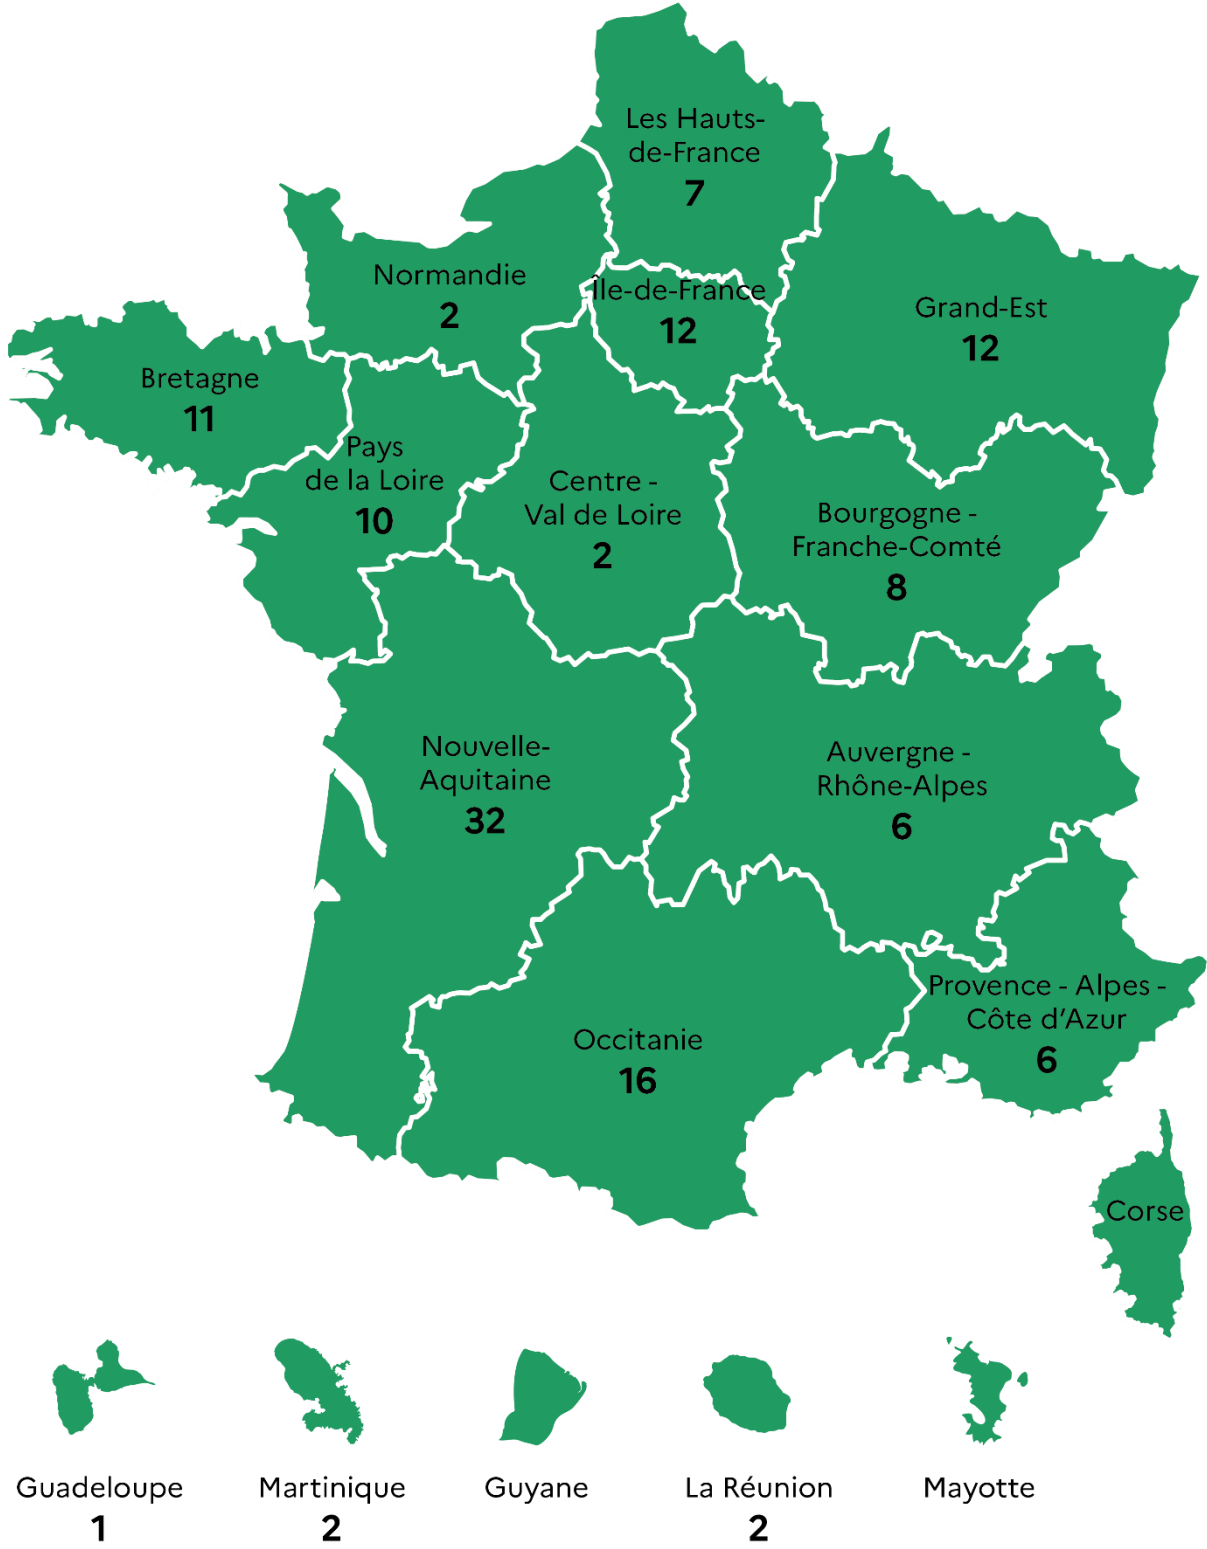 Les Hauts-
de-France
7
Normandie
2
Île-de-France
12
Grand-Est
12
Bretagne
11
Pays
de la Loire
10
Centre -
Val de Loire
2
Bourgogne -
Franche-Comté
8
Nouvelle-
Aquitaine
32
Auvergne -
Rhône-Alpes
6
Occitanie
16
Provence - Alpes -
Côte d’Azur
6
Corse
Guadeloupe
1
Martinique
2
Guyane
La Réunion
2
Mayotte